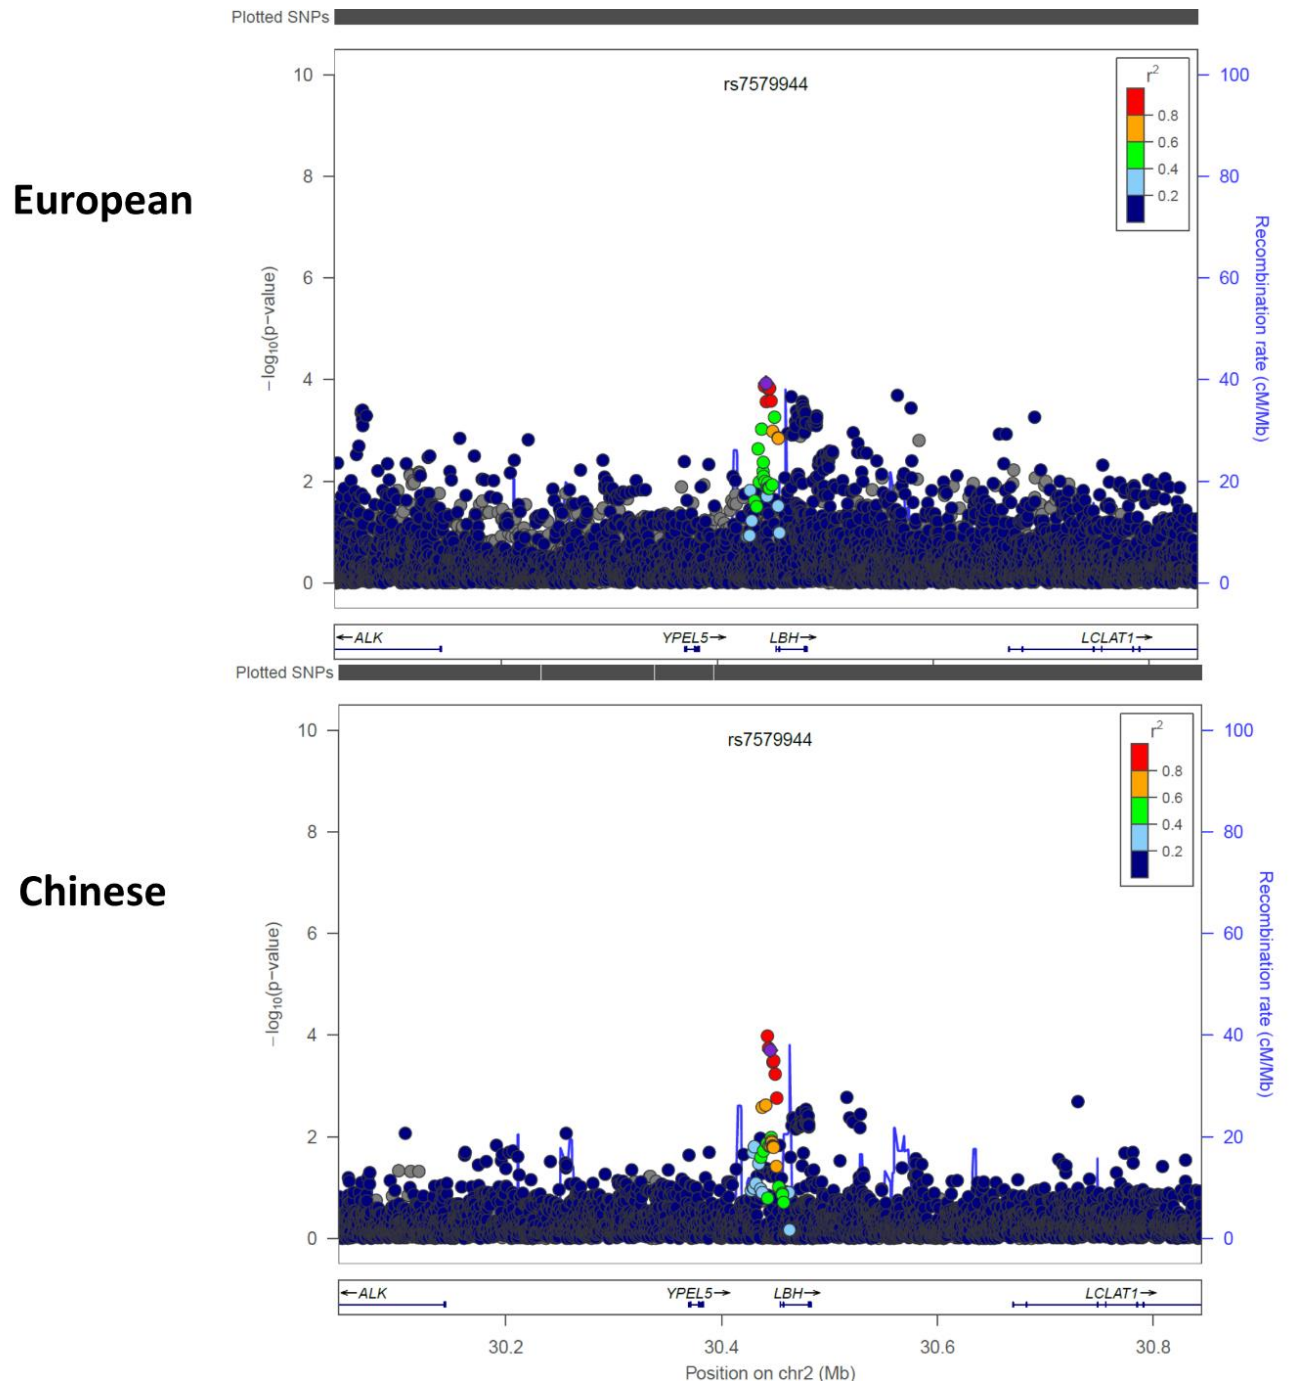 Plotted SNPs
rs7579944
r2
0.8
0.6
0.4
0.2
10
8
6
4
2
0
−log10(p−value)
100
80
60
40
20
0
Recombination rate (cM/Mb)
European
←ALK
YPEL5→
LBH→
LCLAT1→
Plotted SNPs
rs7579944
r2
0.8
0.6
0.4
0.2
10
8
6
4
2
0
−log10(p−value)
100
80
60
40
20
0
Recombination rate (cM/Mb)
Chinese
←ALK
YPEL5→
LBH→
LCLAT1→
30.2
30.4
30.6
30.8
Position on chr2 (Mb)